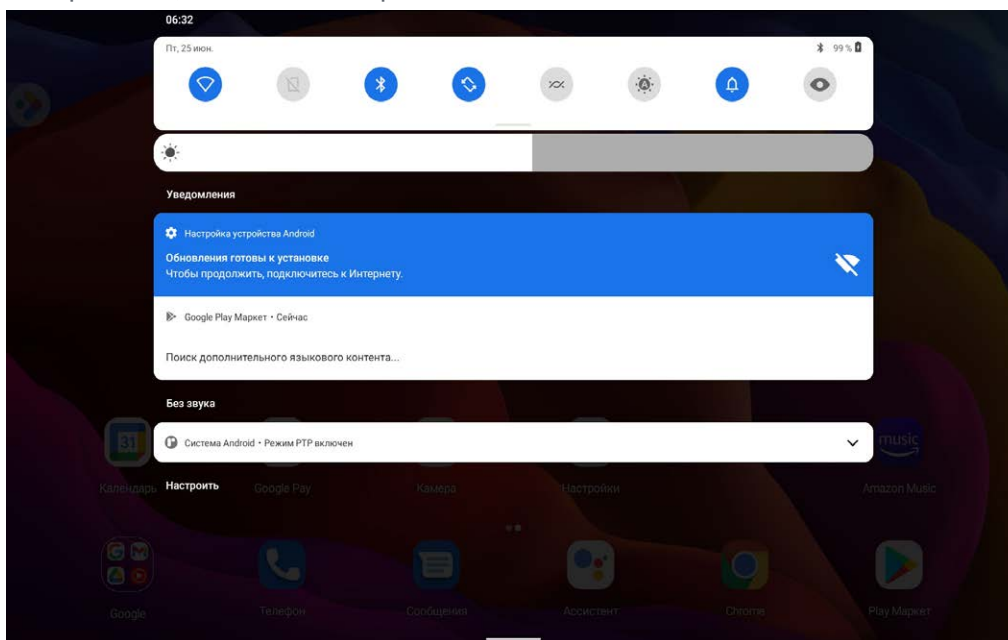 06:32
Пт, 25 июн.
99 %
Уведомления
Настройка устройства Android
Обновления готовы к установке
Чтобы продолжить, подключитесь к Интернету.
Google Play Маркет • Сейчас
Поиск дополнительного языкового контента...
Без звука
Система Android • Режим PTP включен
31
music
Настроить
Календарь
Google Pay
Камера
Настройки
Amazon Music
Google
Телефон
Сообщения
Ассистент
Chrome
Play Маркет